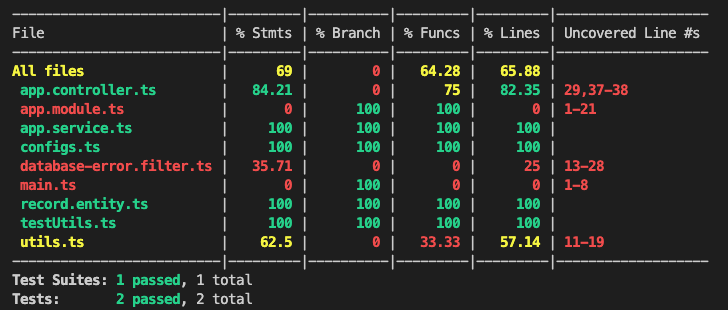 ---------------------------|---------|----------|---------|---------|-------------------
File                       | % Stmts | % Branch | % Funcs | % Lines | Uncovered Line #s
---------------------------|---------|----------|---------|---------|-------------------
All files                  |      69 |        0 |   64.28 |   65.88 |
 app.controller.ts         |   84.21 |        0 |      75 |   82.35 | 29,37-38
 app.module.ts             |       0 |      100 |     100 |       0 | 1-21
 app.service.ts            |     100 |      100 |     100 |     100 |
 configs.ts                |     100 |      100 |     100 |     100 |
 database-error.filter.ts  |   35.71 |        0 |       0 |      25 | 13-28
 main.ts                   |       0 |      100 |       0 |       0 | 1-8
 record.entity.ts          |     100 |      100 |     100 |     100 |
 testUtils.ts              |     100 |      100 |     100 |     100 |
 utils.ts                  |    62.5 |        0 |   33.33 |   57.14 | 11-19
---------------------------|---------|----------|---------|---------|-------------------
Test Suites: 1 passed, 1 total
Tests:       2 passed, 2 total